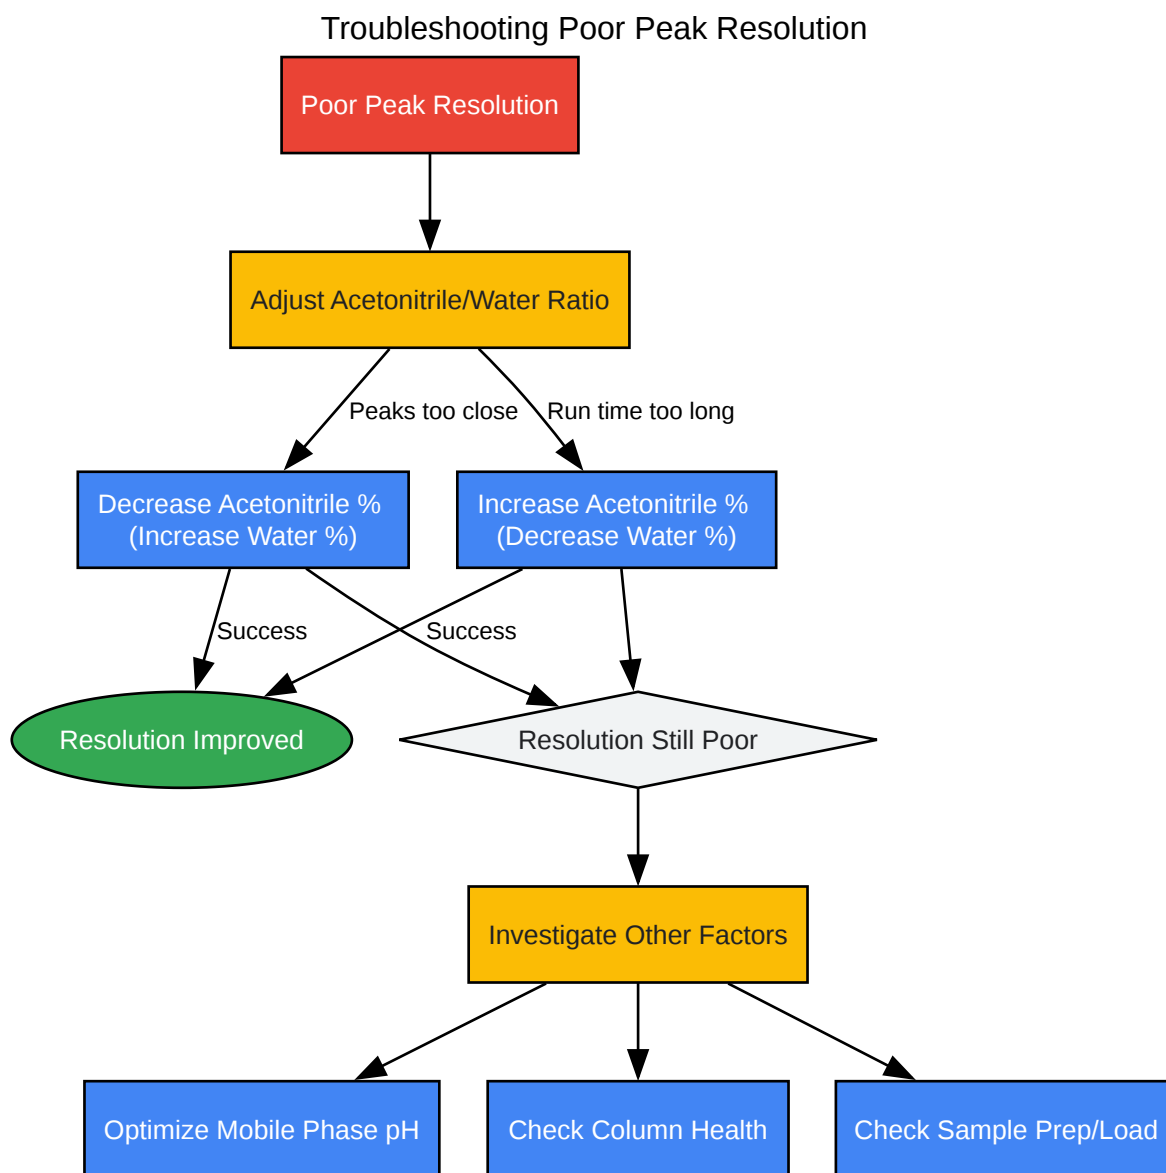 Troubleshooting Poor Peak Resolution
Poor Peak Resolution
Adjust Acetonitrile/Water Ratio
Peaks too close
Run time too long
Decrease Acetonitrile %
(Increase Water %)
Increase Acetonitrile %
(Decrease Water %)
Success
Success
Resolution Improved
Resolution Still Poor
Investigate Other Factors
Optimize Mobile Phase pH
Check Column Health
Check Sample Prep/Load